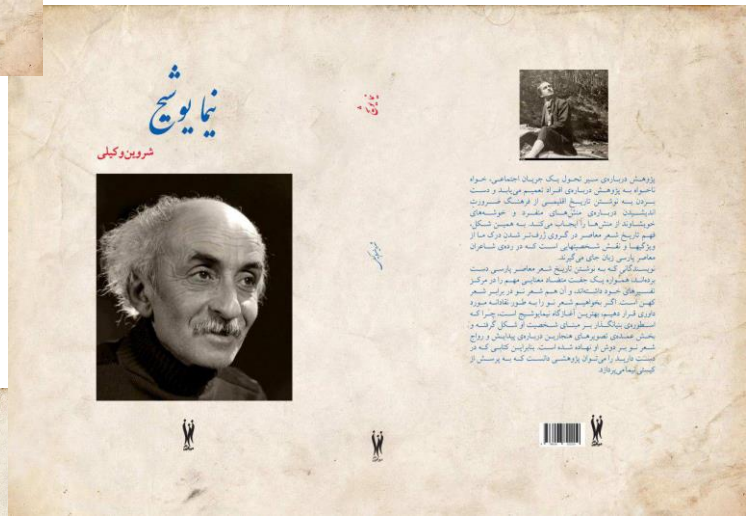 نیما یوشیج
شروین وکیلی
نیما یوشیج
پژوهش درباره‌ی سیر تحول یک جریان اجتماعی، خواه
ناخواه به پژوهش درباره‌ی افراد تعمیم می‌یابد و دست
بردن به نوشتن تاریخ اقلیمی از فرهنگ ضرورت
اندیشیدن درباره‌ی منش‌های منفرد و خوشه‌های
خویشاوند از منش‌ها را ایجاب می‌کند. به همین شکل،
فهم تاریخ شعر معاصر در گروی ژرف‌تر شدن درک ما از
ویژگیها و نقش شخصیتهایی است که در رده‌ی شاعران
معاصر پارسی زبان جای می‌گیرند.
نویسندگانی که به نوشتن تاریخ شعر معاصر پارسی دست
برده‌اند، همواره یک جفت متضاد معنایی مهم را در مرکز
تفسیرهای خود داشته‌اند، و آن هم شعر نو در برابر شعر
کهن است. اگر بخواهیم شعر نو را به طور نقادانه مورد
داوری قرار دهیم، بهترین آغازگاه نیمایوشیج است، چرا که
اسطوره‌ی بنیانگذار بر مبنای شخصیت او شکل گرفته و
بخش عمده‌ی تصویرهای هنجارین درباره‌ی پیدایش و رواج
شعر نو بر دوش او نهاده شده است. بنابراین کتابی که در
دست دارید را می‌توان پژوهشی دانست که به پرسش از
کیستی نیما می‌پردازد.